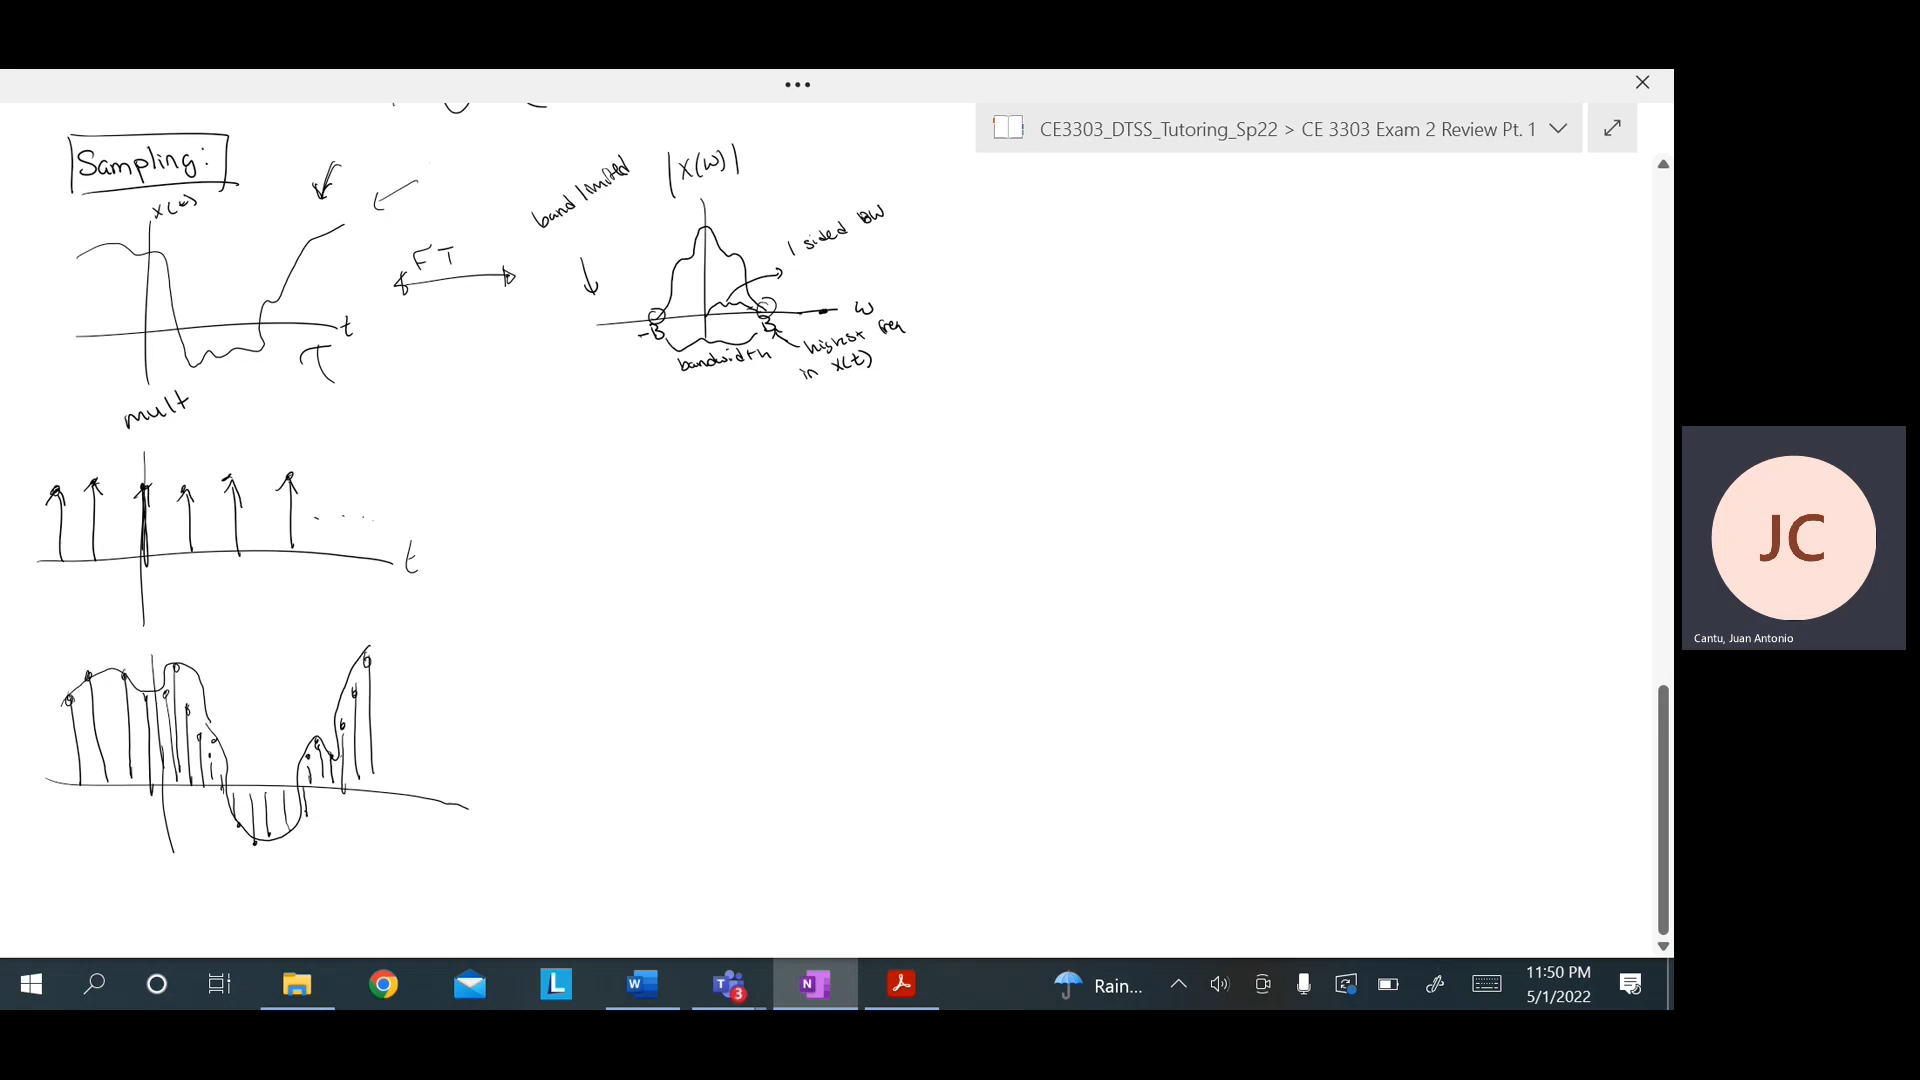 •••
CE3303_DTSS_Tutoring_Sp22 > CE 3303 Exam 2 Review Pt. 1
Sampling:
x(t)
t
mult
FT
band limited
|X(ω)|
1 sided BW
ω
-B
B
bandwidth
highest freq
in x(t)
t
JC
Cantu, Juan Antonio
L
W
T
3
N
Rain...
11:50 PM
5/1/2022